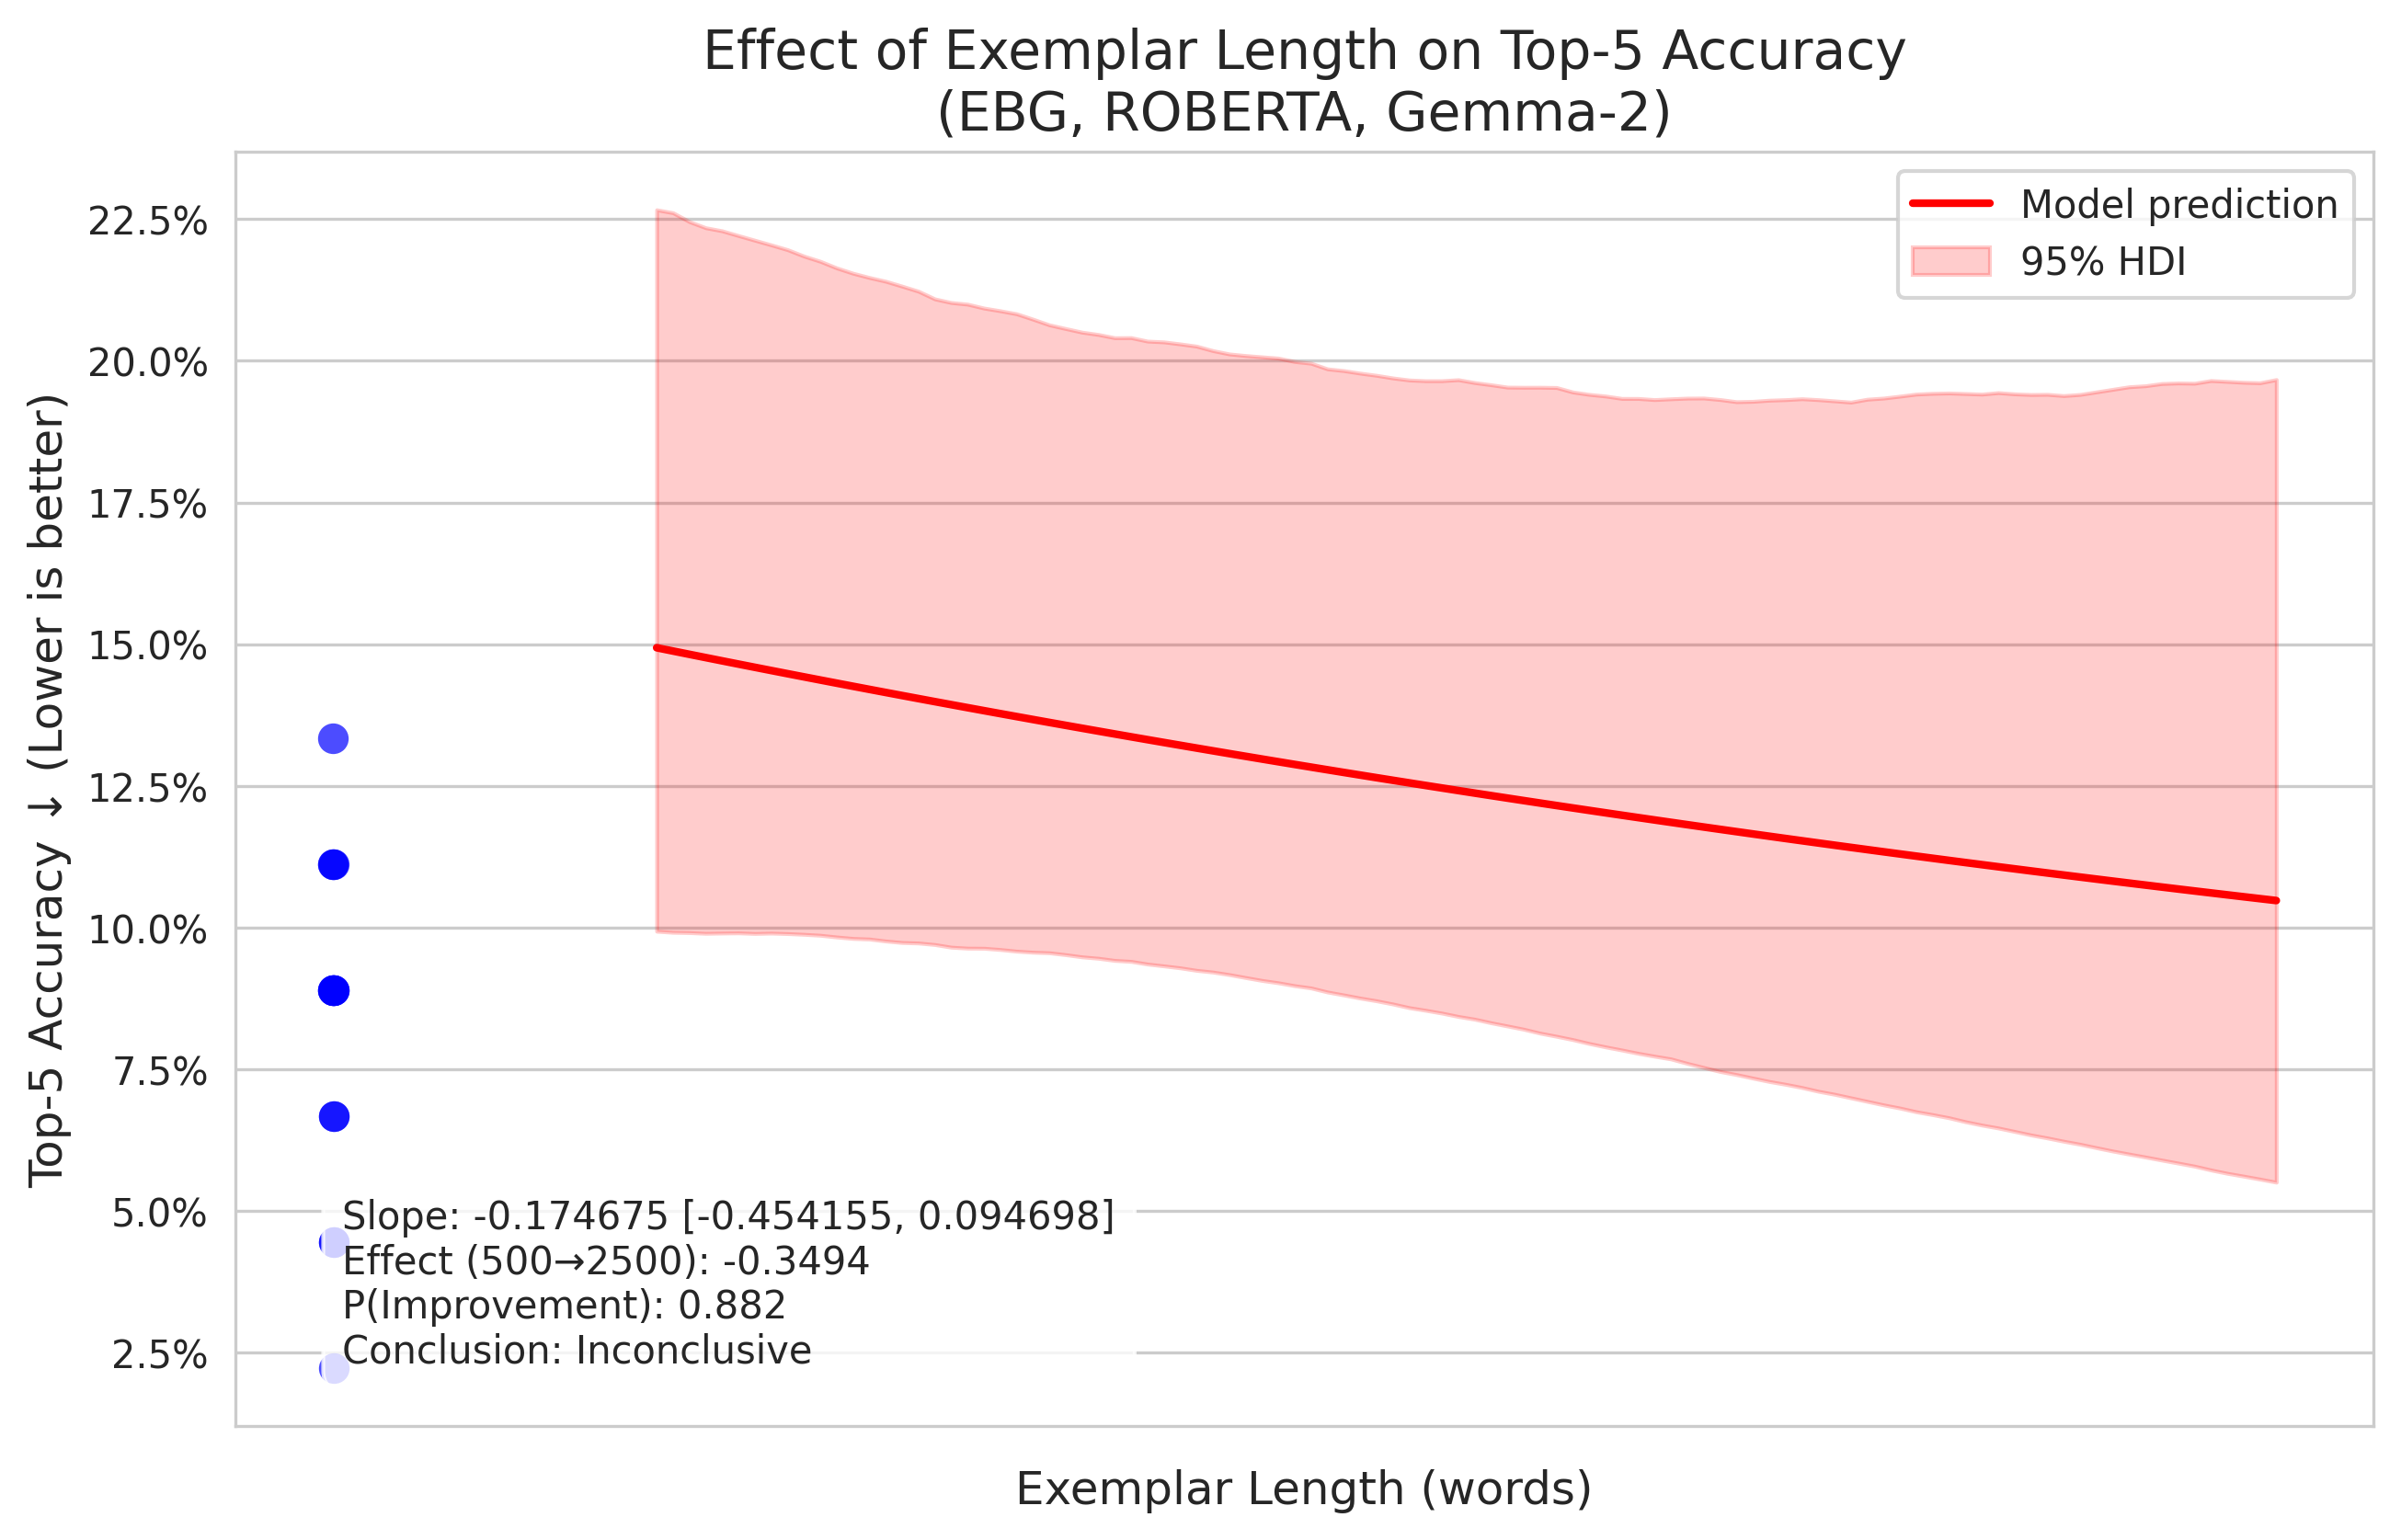 Effect of Exemplar Length on Top-5 Accuracy
(EBG, ROBERTA, Gemma-2)
Model prediction
95% HDI
Top-5 Accuracy ↓ (Lower is better)
22.5%
20.0%
17.5%
15.0%
12.5%
10.0%
7.5%
5.0%
2.5%
Slope: -0.174675 [-0.454155, 0.094698]
Effect (500→2500): -0.3494
P(Improvement): 0.882
Conclusion: Inconclusive
Exemplar Length (words)